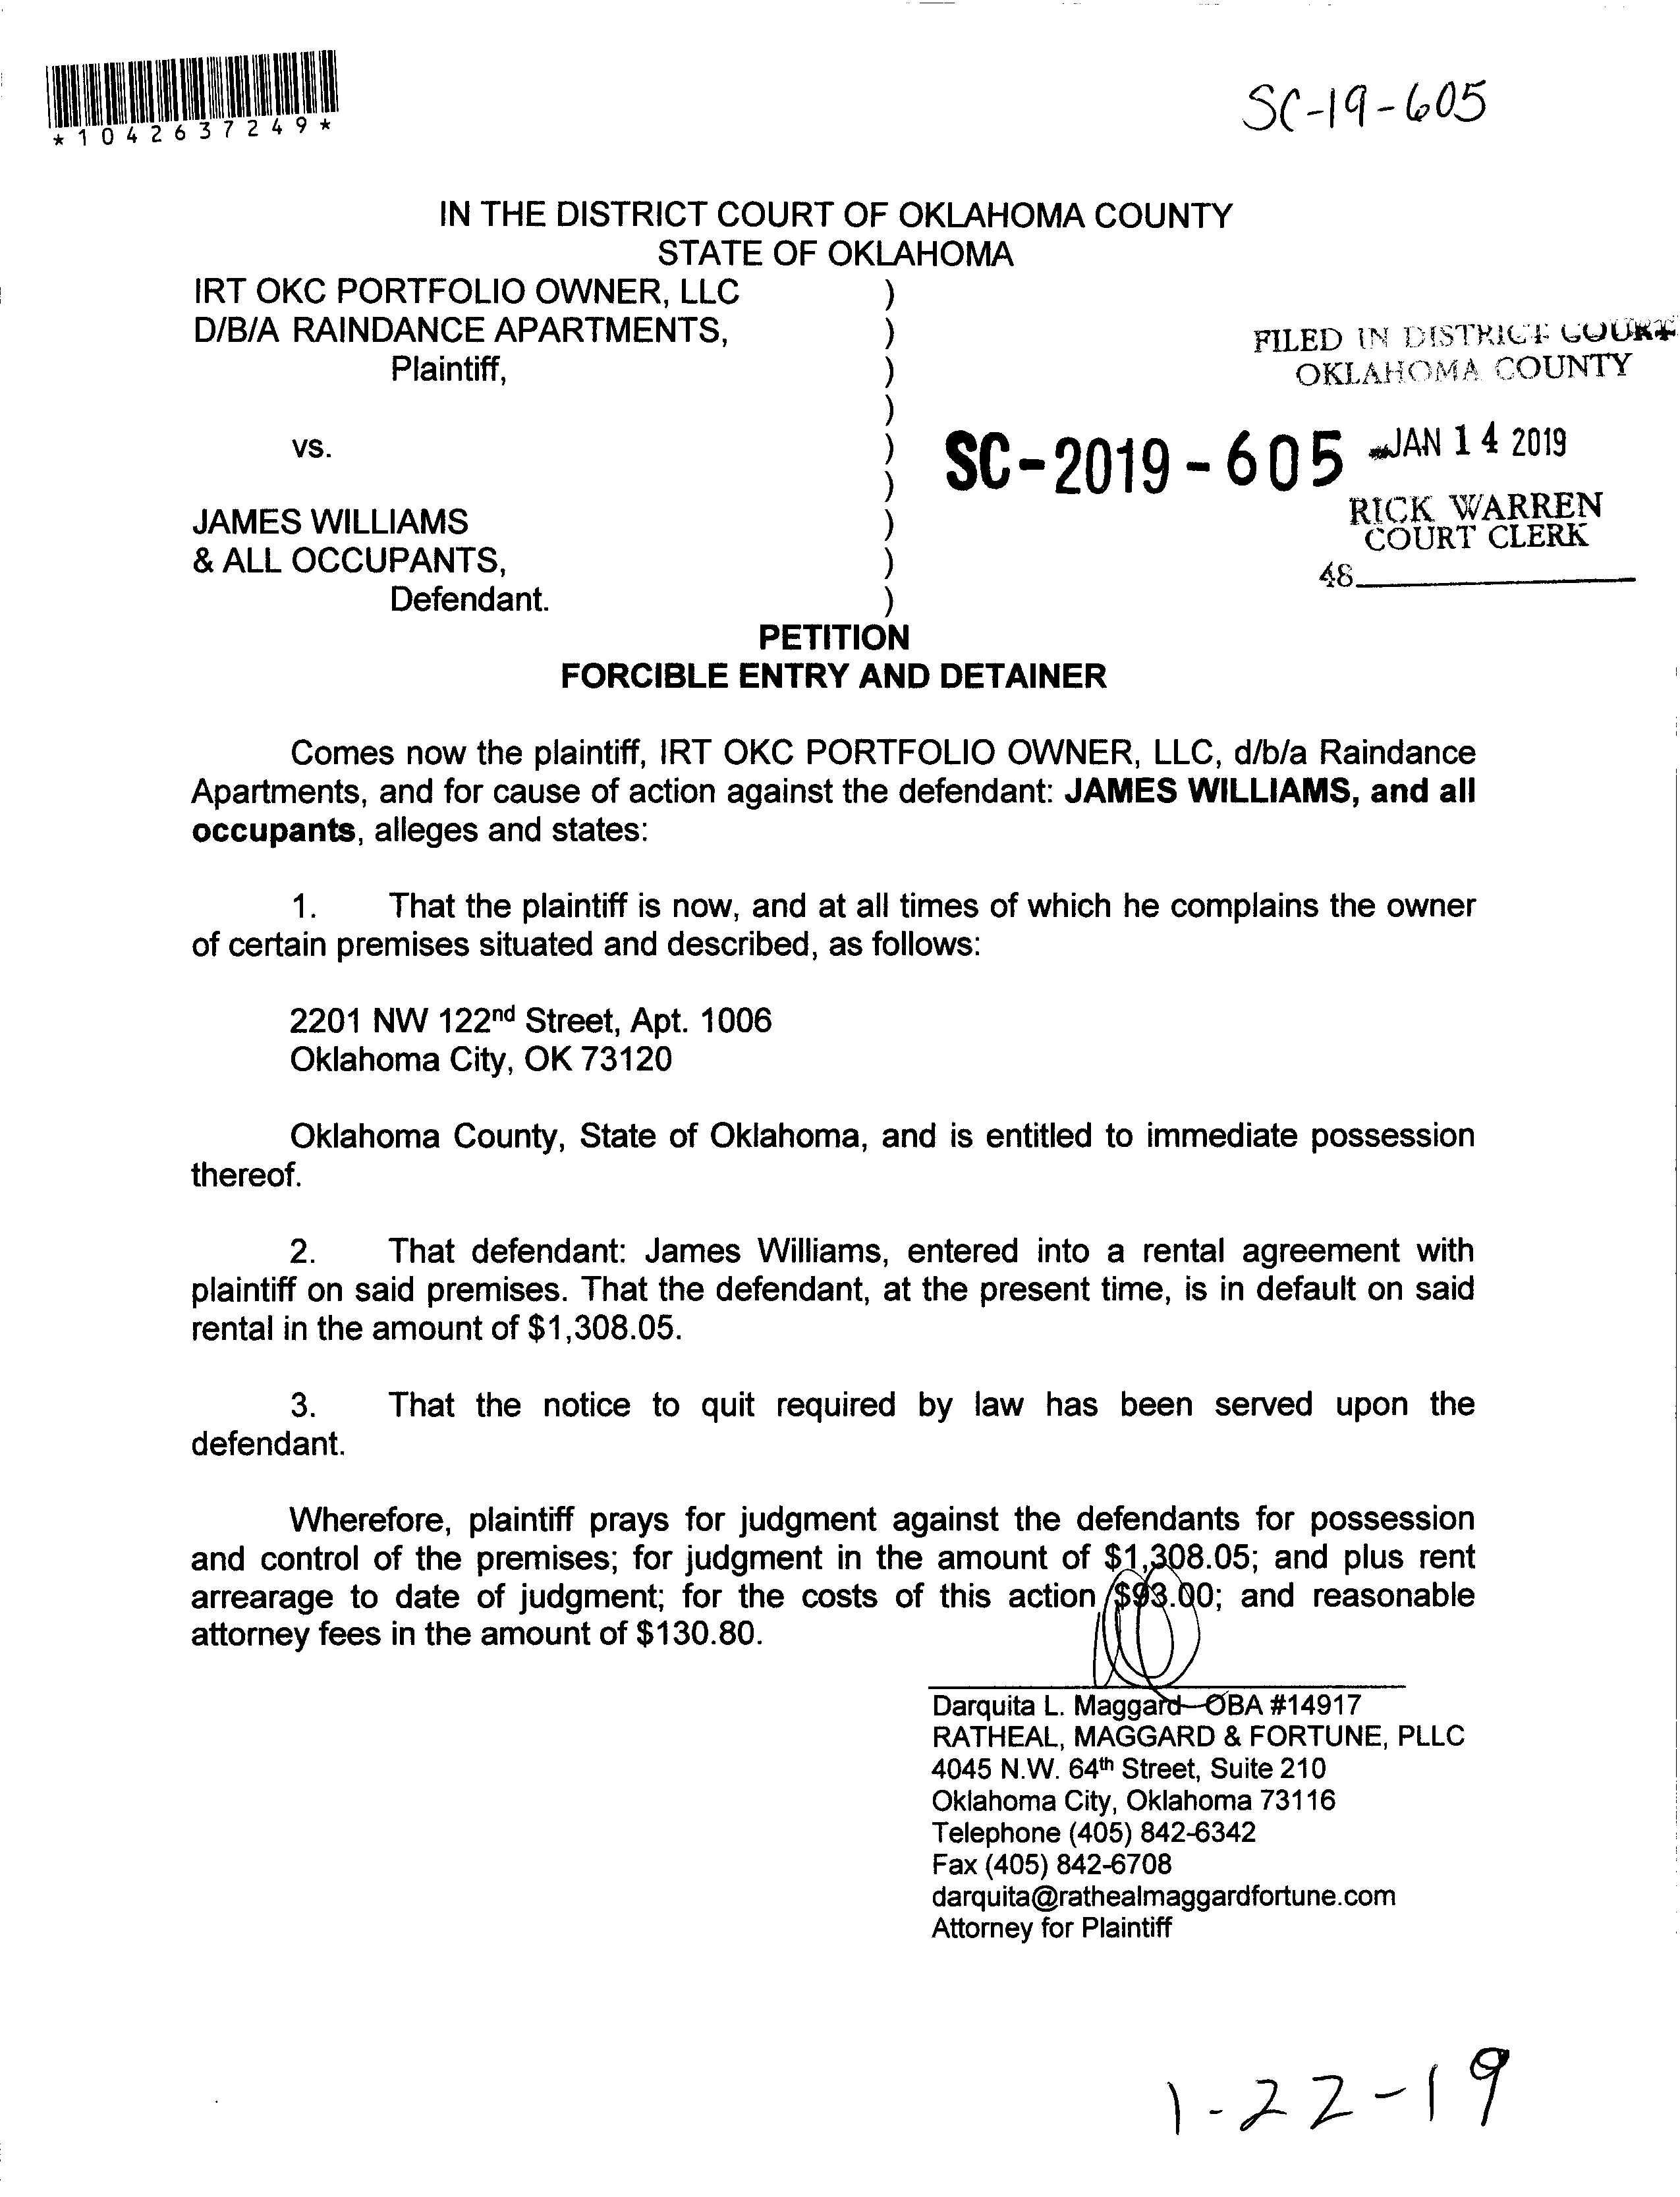 *1042637249*
SC-19-605
IN THE DISTRICT COURT OF OKLAHOMA COUNTY
STATE OF OKLAHOMA
IRT OKC PORTFOLIO OWNER, LLC )
D/B/A RAINDANCE APARTMENTS, )
Plaintiff, )
)
vs. )
)
JAMES WILLIAMS )
& ALL OCCUPANTS, )
Defendant. )
FILED IN DISTRICT COURT
OKLAHOMA COUNTY
SC-2019-605 JAN 14 2019
RICK WARREN
COURT CLERK
48
PETITION
FORCIBLE ENTRY AND DETAINER
Comes now the plaintiff, IRT OKC PORTFOLIO OWNER, LLC, d/b/a Raindance
Apartments, and for cause of action against the defendant: JAMES WILLIAMS, and all
occupants, alleges and states:
1. That the plaintiff is now, and at all times of which he complains the owner
of certain premises situated and described, as follows:
2201 NW 122nd Street, Apt. 1006
Oklahoma City, OK 73120
Oklahoma County, State of Oklahoma, and is entitled to immediate possession
thereof.
2. That defendant: James Williams, entered into a rental agreement with
plaintiff on said premises. That the defendant, at the present time, is in default on said
rental in the amount of $1,308.05.
3. That the notice to quit required by law has been served upon the
defendant.
Wherefore, plaintiff prays for judgment against the defendants for possession
and control of the premises; for judgment in the amount of $1,308.05; and plus rent
arrearage to date of judgment; for the costs of this action $93.00; and reasonable
attorney fees in the amount of $130.80.
Darquita L. Maggard OBA #14917
RATHEAL, MAGGARD & FORTUNE, PLLC
4045 N.W. 64th Street, Suite 210
Oklahoma City, Oklahoma 73116
Telephone (405) 842-6342
Fax (405) 842-6708
darquita@rathealmaggardfortune.com
Attorney for Plaintiff
1-22-19